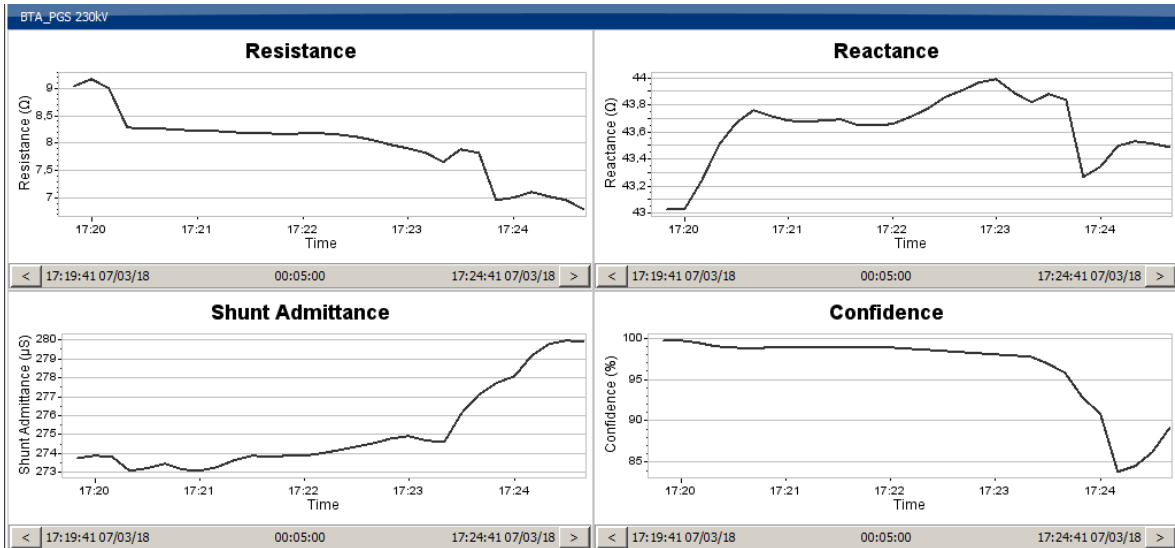 BTA_PGS 230kV
Resistance
Resistance (Ω)
9
8.5
8
7.5
7
17:20 17:21 17:22 17:23 17:24
Time
< 17:19:41 07/03/18 00:05:00 17:24:41 07/03/18 >
Reactance
Reactance (Ω)
44
43.8
43.6
43.4
43.2
43
17:20 17:21 17:22 17:23 17:24
Time
< 17:19:41 07/03/18 00:05:00 17:24:41 07/03/18 >
Shunt Admittance
Shunt Admittance (µS)
280
279
278
277
276
275
274
273
17:20 17:21 17:22 17:23 17:24
Time
< 17:19:41 07/03/18 00:05:00 17:24:41 07/03/18 >
Confidence
Confidence (%)
100
95
90
85
17:20 17:21 17:22 17:23 17:24
Time
< 17:19:41 07/03/18 00:05:00 17:24:41 07/03/18 >